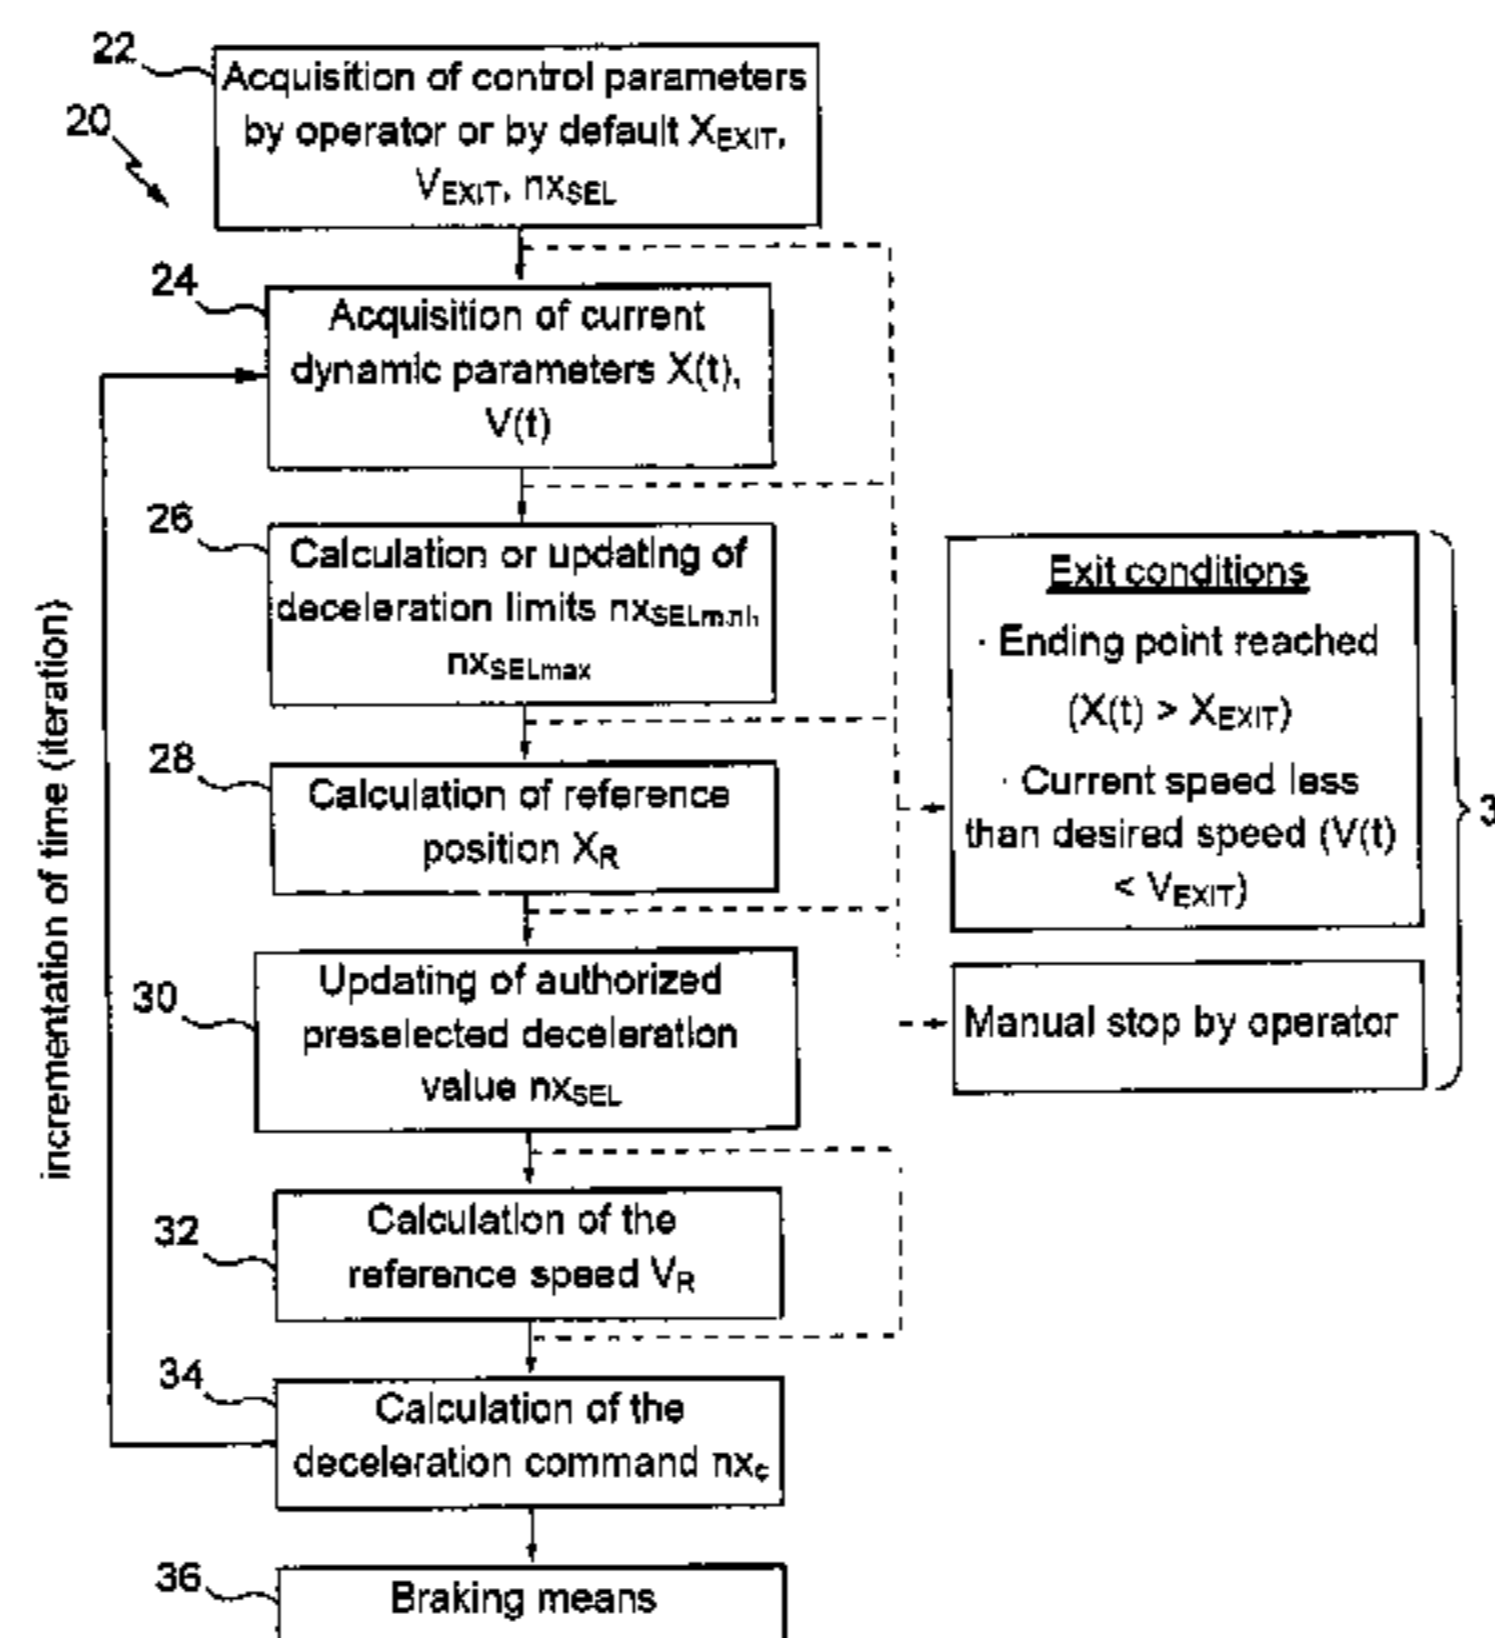 22
Acquisition of control parameters
by operator or by default XEXIT,
VEXIT, nxSEL
20
24
Acquisition of current
dynamic parameters X(t),
V(t)
26
Calculation or updating of
deceleration limits
nxSELmax
28
Calculation of reference
position XR
30
Updating of authorized
preselected deceleration
value nxSEL
32
Calculation of the
reference speed VR
34
Calculation of the
deceleration command nxc
36
Braking means
incrementation of time (iteration)
Exit conditions
· Ending point reached
(X(t) > XEXIT)
· Current speed less
than desired speed (V(t)
< VEXIT)
Manual stop by operator